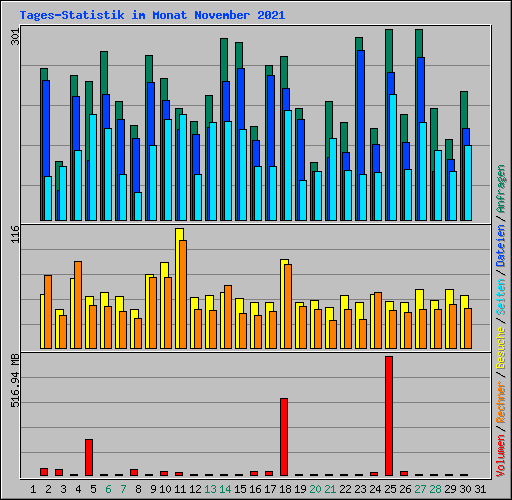 Tages-Statistik im Monat November 2021
301
116
516.94 MB
Volumen / Rechner / Besuche / Seiten / Dateien / Anfragen
1 2 3 4 5 6 7 8 9 10 11 12 13 14 15 16 17 18 19 20 21 22 23 24 25 26 27 28 29 30 31